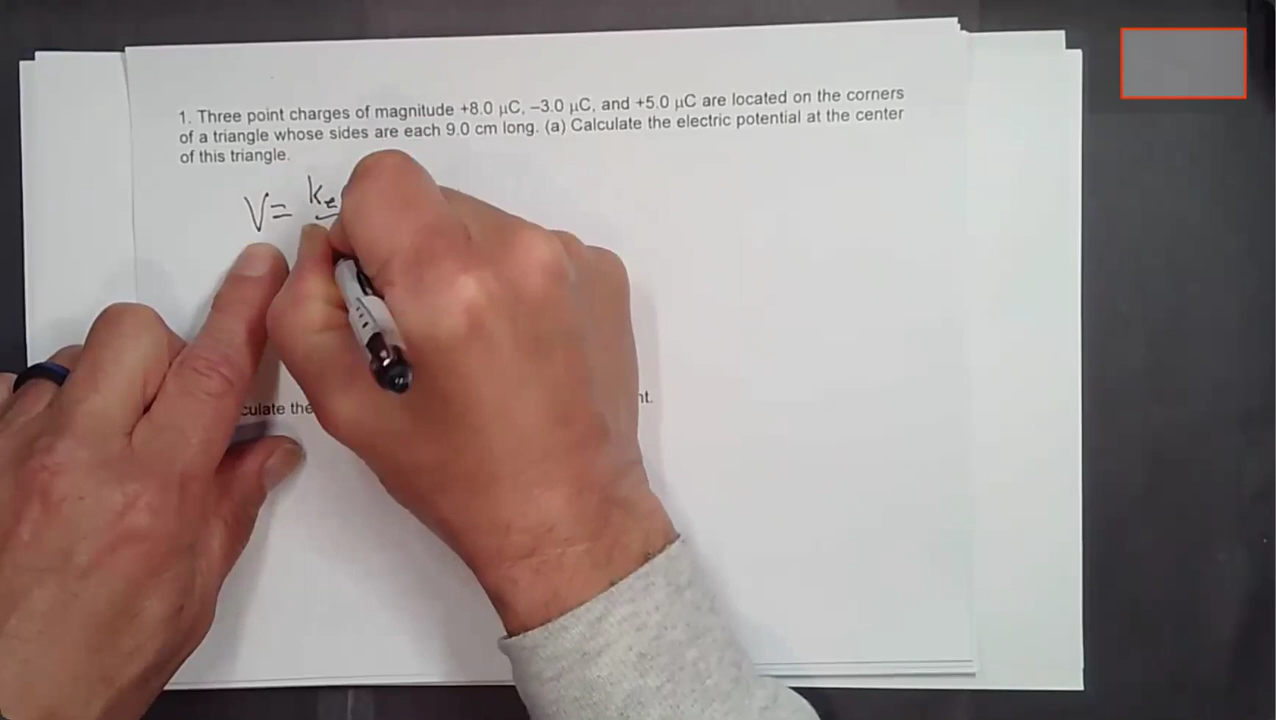 1. Three point charges of magnitude +8.0 μC, –3.0 μC, and +5.0 μC are located on the corners
of a triangle whose sides are each 9.0 cm long. (a) Calculate the electric potential at the center
of this triangle.
V= ke
the